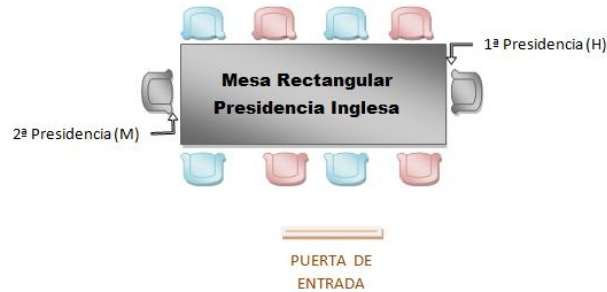 1ª Presidencia (H)
Mesa Rectangular
Presidencia Inglesa
2ª Presidencia (M)
PUERTA DE
ENTRADA